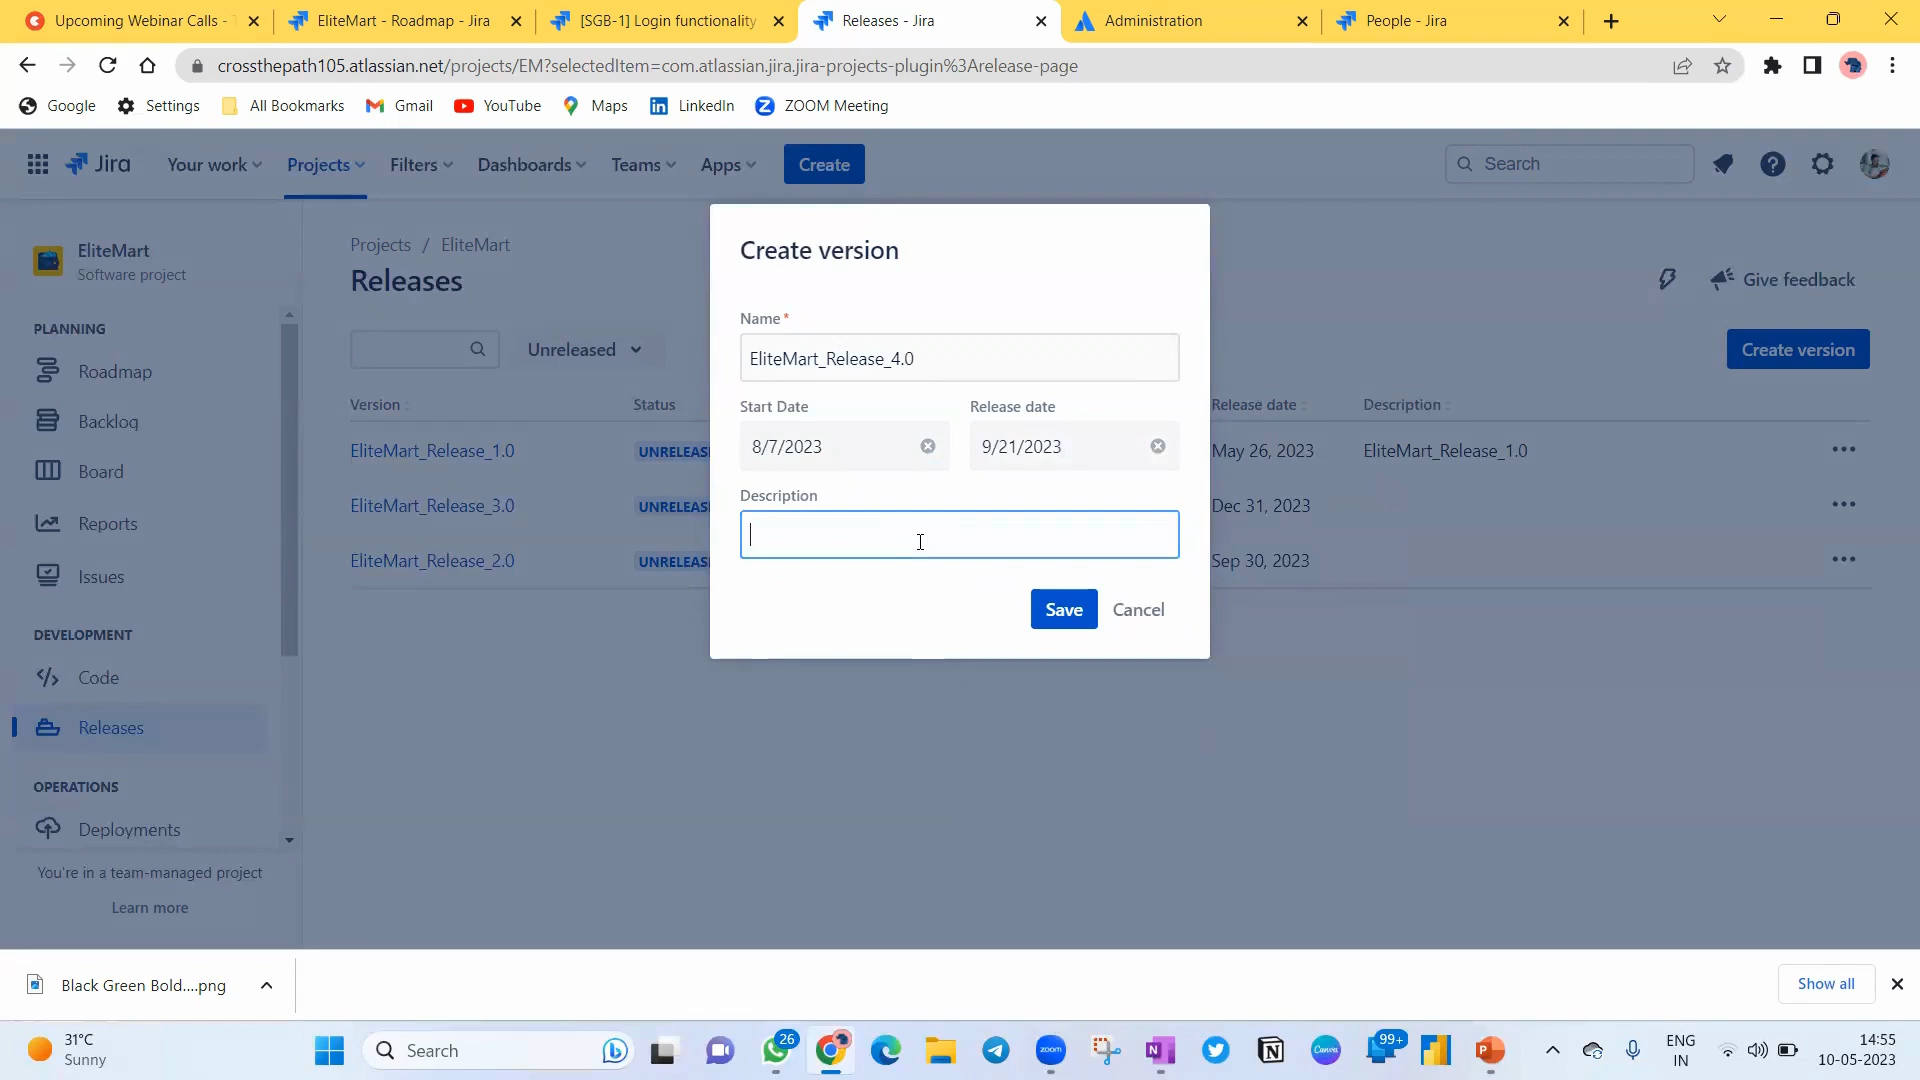 Upcoming Webinar Calls -
EliteMart - Roadmap - Jira
[SGB-1] Login functionality
Releases - Jira
Administration
People - Jira
crossthepath105.atlassian.net/projects/EM?selectedItem=com.atlassian.jira.jira-projects-plugin%3Arelease-page
Google Settings All Bookmarks Gmail YouTube Maps LinkedIn ZOOM Meeting
Jira Your work Projects Filters Dashboards Teams Apps Create Search
EliteMart
Software project
PLANNING
Roadmap
Backlog
Board
Reports
Issues
DEVELOPMENT
Code
Releases
OPERATIONS
Deployments
You're in a team-managed project
Learn more
Projects / EliteMart
Releases
Give feedback
Unreleased
Create version
Version Status Release date Description
EliteMart_Release_1.0 UNRELEAS May 26, 2023 EliteMart_Release_1.0
EliteMart_Release_3.0 UNRELEAS Dec 31, 2023
EliteMart_Release_2.0 UNRELEAS Sep 30, 2023
Create version
Name*
EliteMart_Release_4.0
Start Date Release date
8/7/2023 9/21/2023
Description
Save Cancel
Black Green Bold....png
Show all
31°C
Sunny
Search
26
zoom
Canva
99+
ENG
IN
14:55
10-05-2023